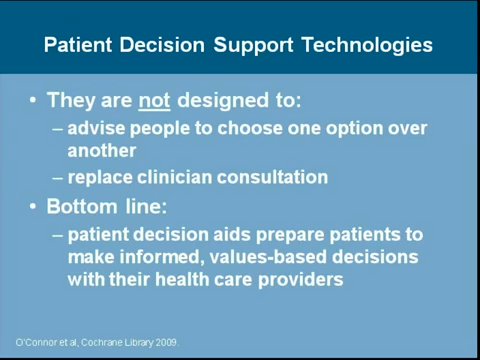 Patient Decision Support Technologies
• They are not designed to:
– advise people to choose one option over
another
– replace clinician consultation
• Bottom line:
– patient decision aids prepare patients to
make informed, values-based decisions
with their health care providers
O'Connor et al, Cochrane Library 2009.